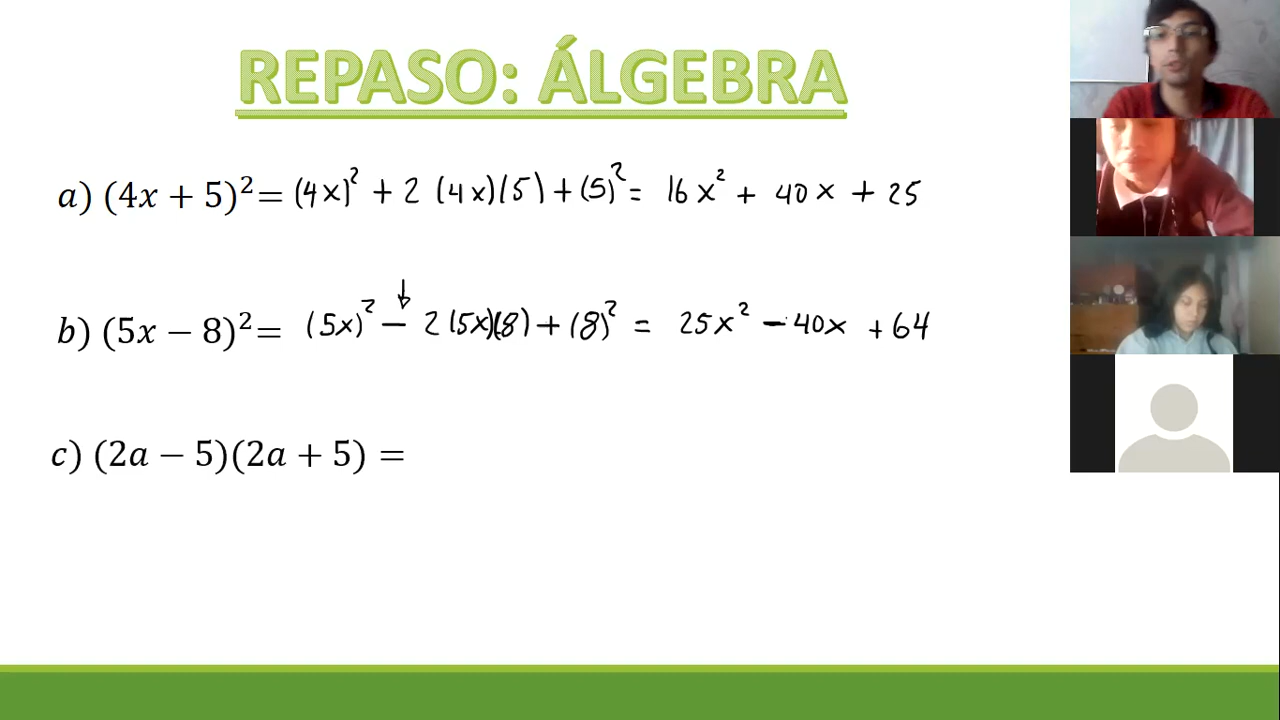 REPASO: ÁLGEBRA
a) (4x + 5)² = (4x)² + 2 (4x)(5) + (5)² = 16x² + 40x + 25
b) (5x − 8)² = (5x)² − 2(5x)(8) + (8)² = 25x² − 40x + 64
c) (2a − 5)(2a + 5) =